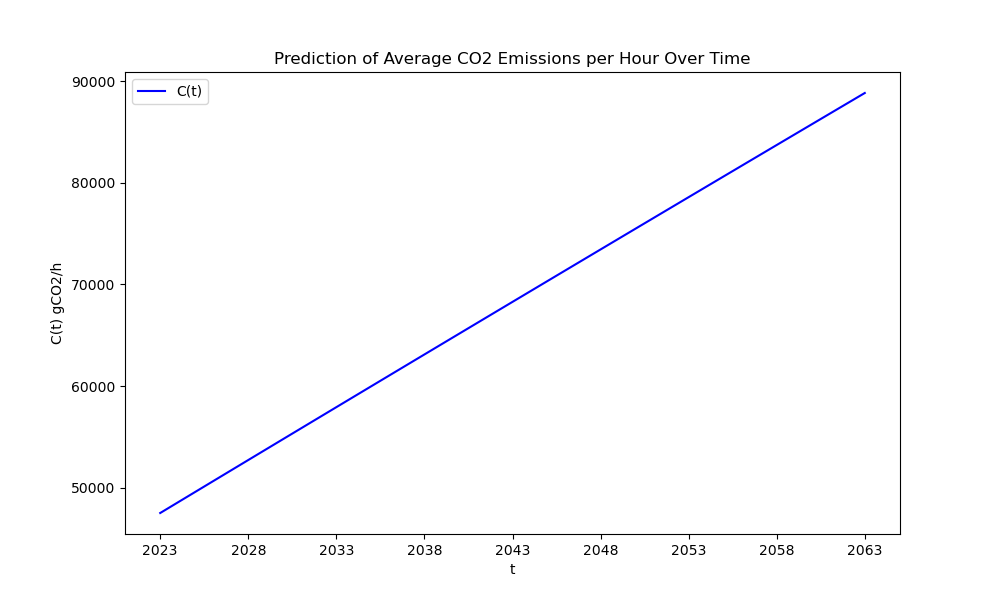 Prediction of Average CO2 Emissions per Hour Over Time
C(t)
90000
80000
70000
60000
50000
C(t) gCO2/h
2023 2028 2033 2038 2043 2048 2053 2058 2063
t